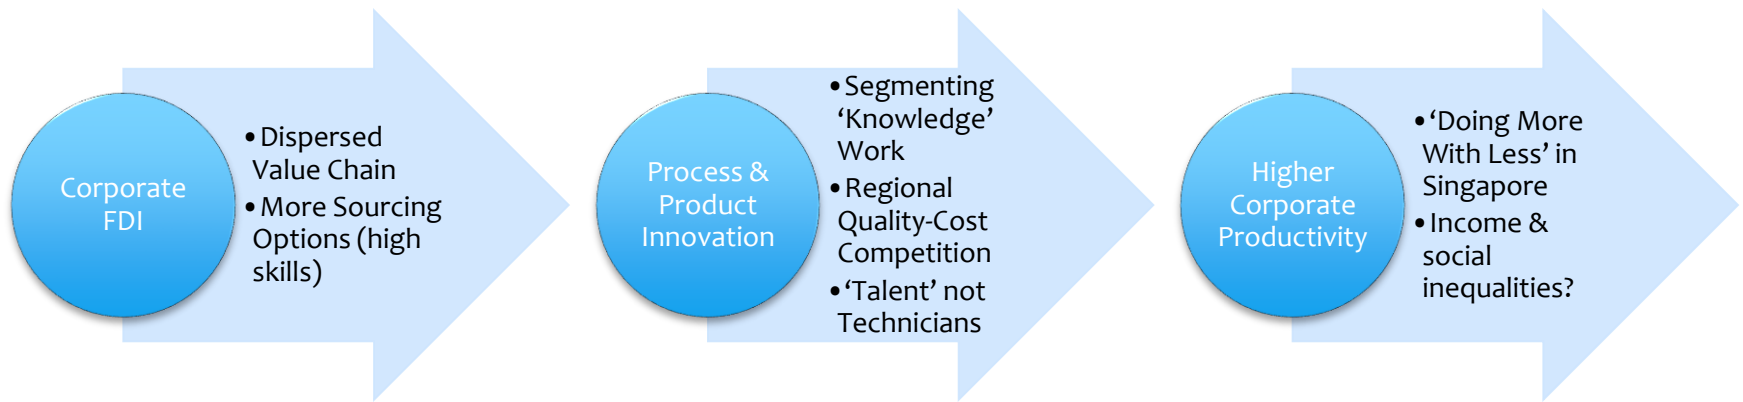 Corporate
FDI
•Dispersed
Value Chain
•More Sourcing
Options (high
skills)
Process &
Product
Innovation
•Segmenting
‘Knowledge’
Work
•Regional
Quality-Cost
Competition
•‘Talent’ not
Technicians
Higher
Corporate
Productivity
•‘Doing More
With Less’ in
Singapore
•Income &
social
inequalities?